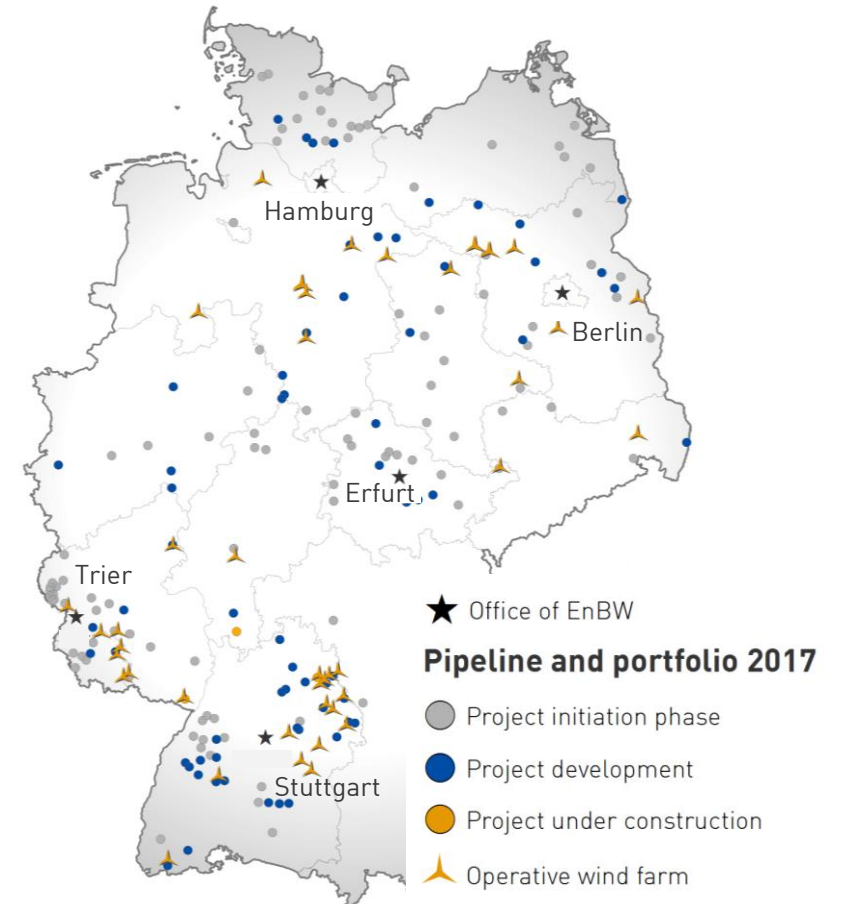 Hamburg
Berlin
Erfurt
Trier
Office of EnBW
Pipeline and portfolio 2017
Project initiation phase
Project development
Stuttgart
Project under construction
Operative wind farm